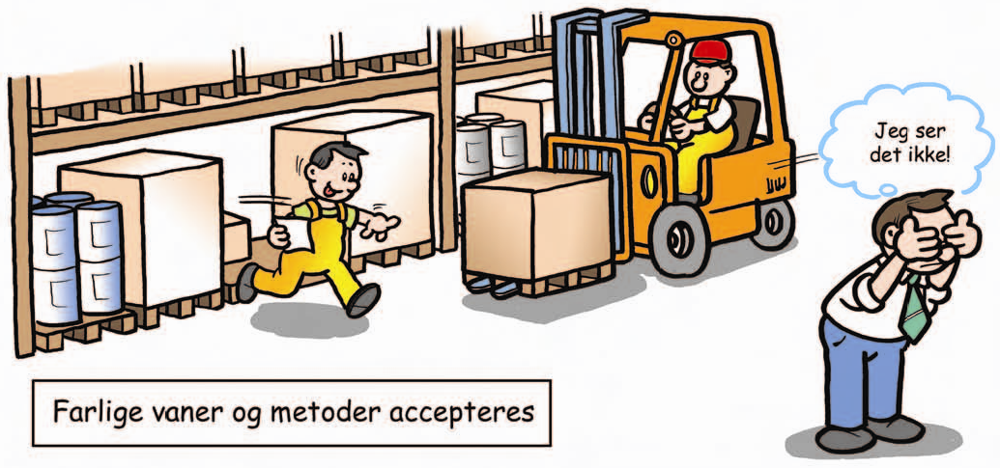 Jeg ser
det ikke!
Farlige vaner og metoder accepteres